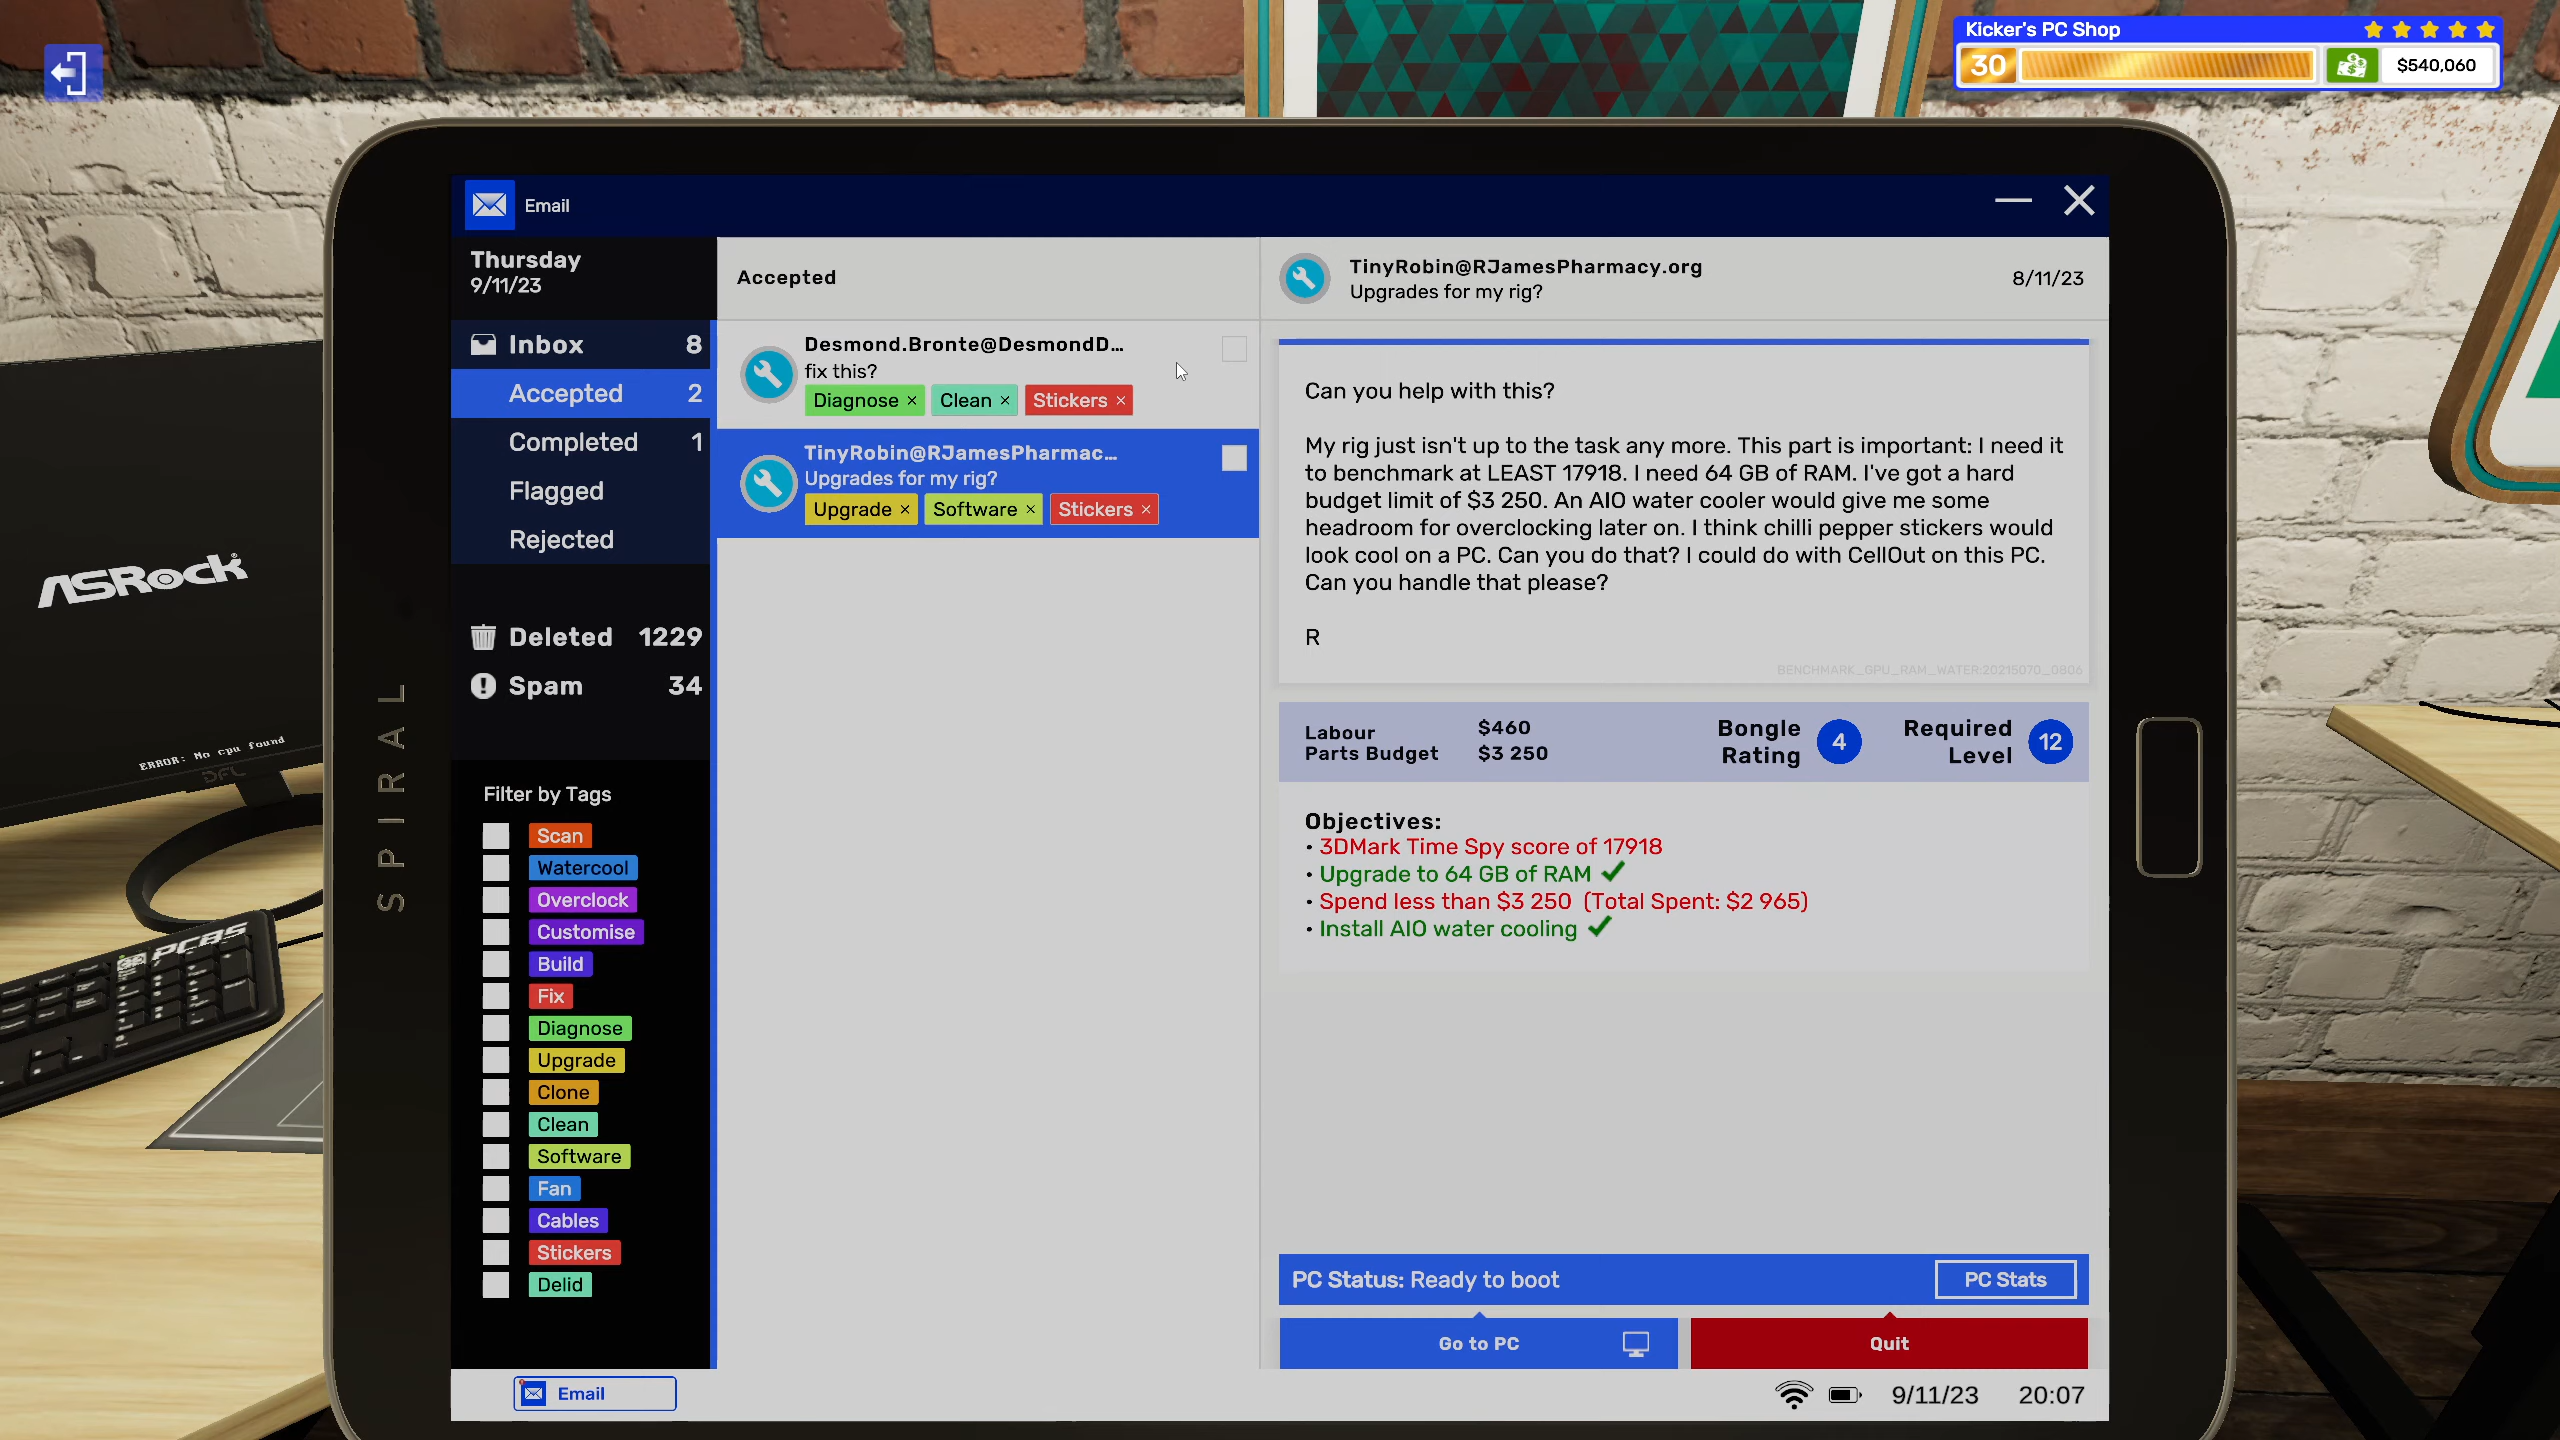 Kicker's PC Shop
30
$540,060
Email
Thursday
9/11/23
Inbox 8
Accepted 2
Completed 1
Flagged
Rejected
Deleted 1229
Spam 34
Filter by Tags
Scan
Watercool
Overclock
Customise
Build
Fix
Diagnose
Upgrade
Clone
Clean
Software
Fan
Cables
Stickers
Delid
Accepted
Desmond.Bronte@DesmondD...
fix this?
Diagnose × Clean × Stickers ×
TinyRobin@RJamesPharmac...
Upgrades for my rig?
Upgrade × Software × Stickers ×
TinyRobin@RJamesPharmacy.org
Upgrades for my rig?
8/11/23
Can you help with this?
My rig just isn't up to the task any more. This part is important: I need it
to benchmark at LEAST 17918. I need 64 GB of RAM. I've got a hard
budget limit of $3 250. An AIO water cooler would give me some
headroom for overclocking later on. I think chilli pepper stickers would
look cool on a PC. Can you do that? I could do with CellOut on this PC.
Can you handle that please?
R
BENCHMARK_GPU_RAM_WATER:20215070_0806
Labour $460
Parts Budget $3 250
Bongle
Rating
4
Required
Level
12
Objectives:
• 3DMark Time Spy score of 17918
• Upgrade to 64 GB of RAM
• Spend less than $3 250 (Total Spent: $2 965)
• Install AIO water cooling
PC Status: Ready to boot
PC Stats
Go to PC
Quit
Email
9/11/23 20:07
SPIRAL
ASRock
ERROR: No cpu found
DFL
PCBS